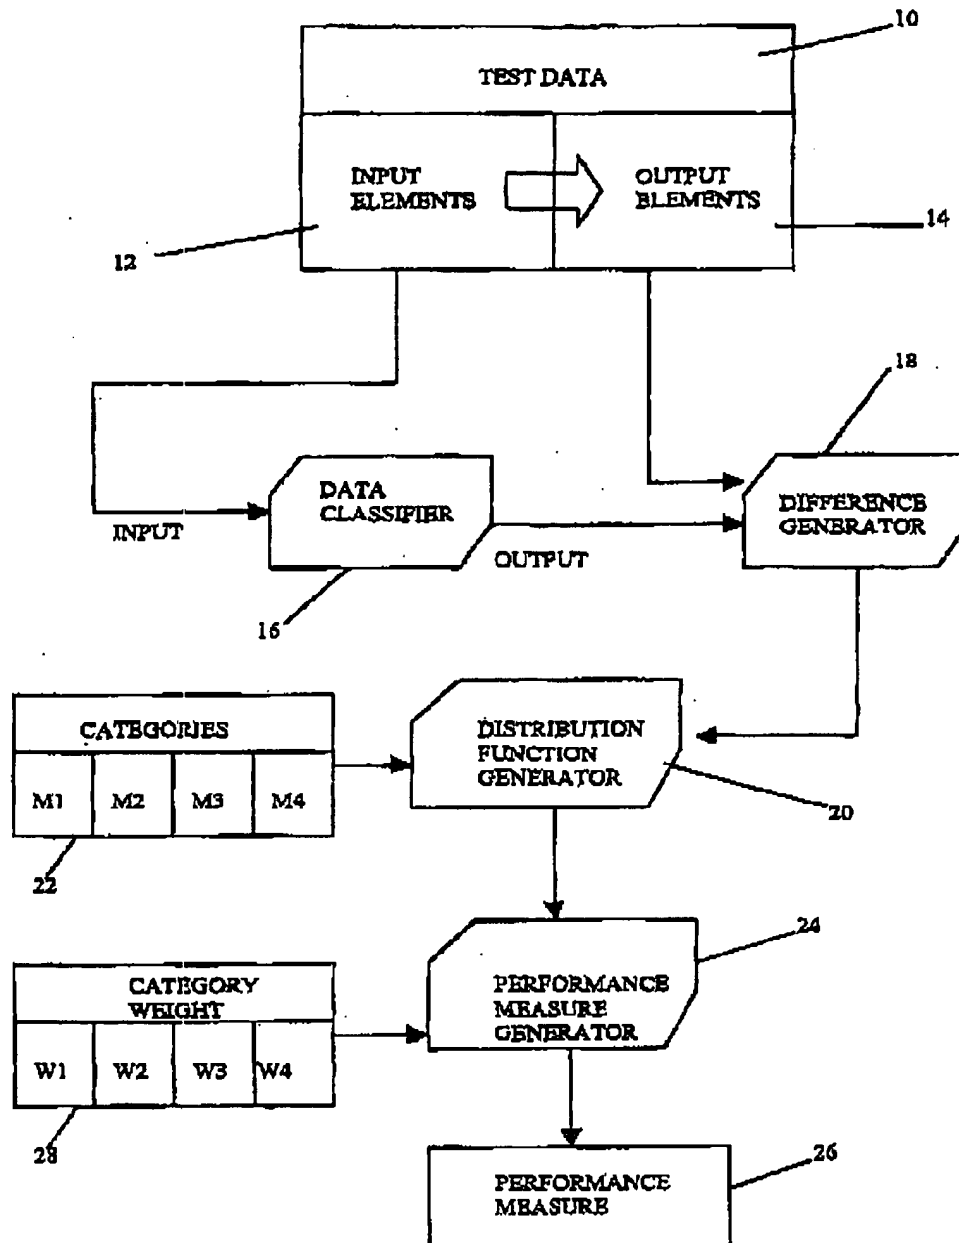 10
TEST DATA
INPUT
ELEMENTS
OUTPUT
ELEMENTS
12
14
18
DATA
CLASSIFIER
DIFFERENCE
GENERATOR
INPUT
OUTPUT
16
CATEGORIES
M1 M2 M3 M4
DISTRIBUTION
FUNCTION
GENERATOR
20
22
24
CATEGORY
WEIGHT
W1 W2 W3 W4
PERFORMANCE
MEASURE
GENERATOR
28
26
PERFORMANCE
MEASURE